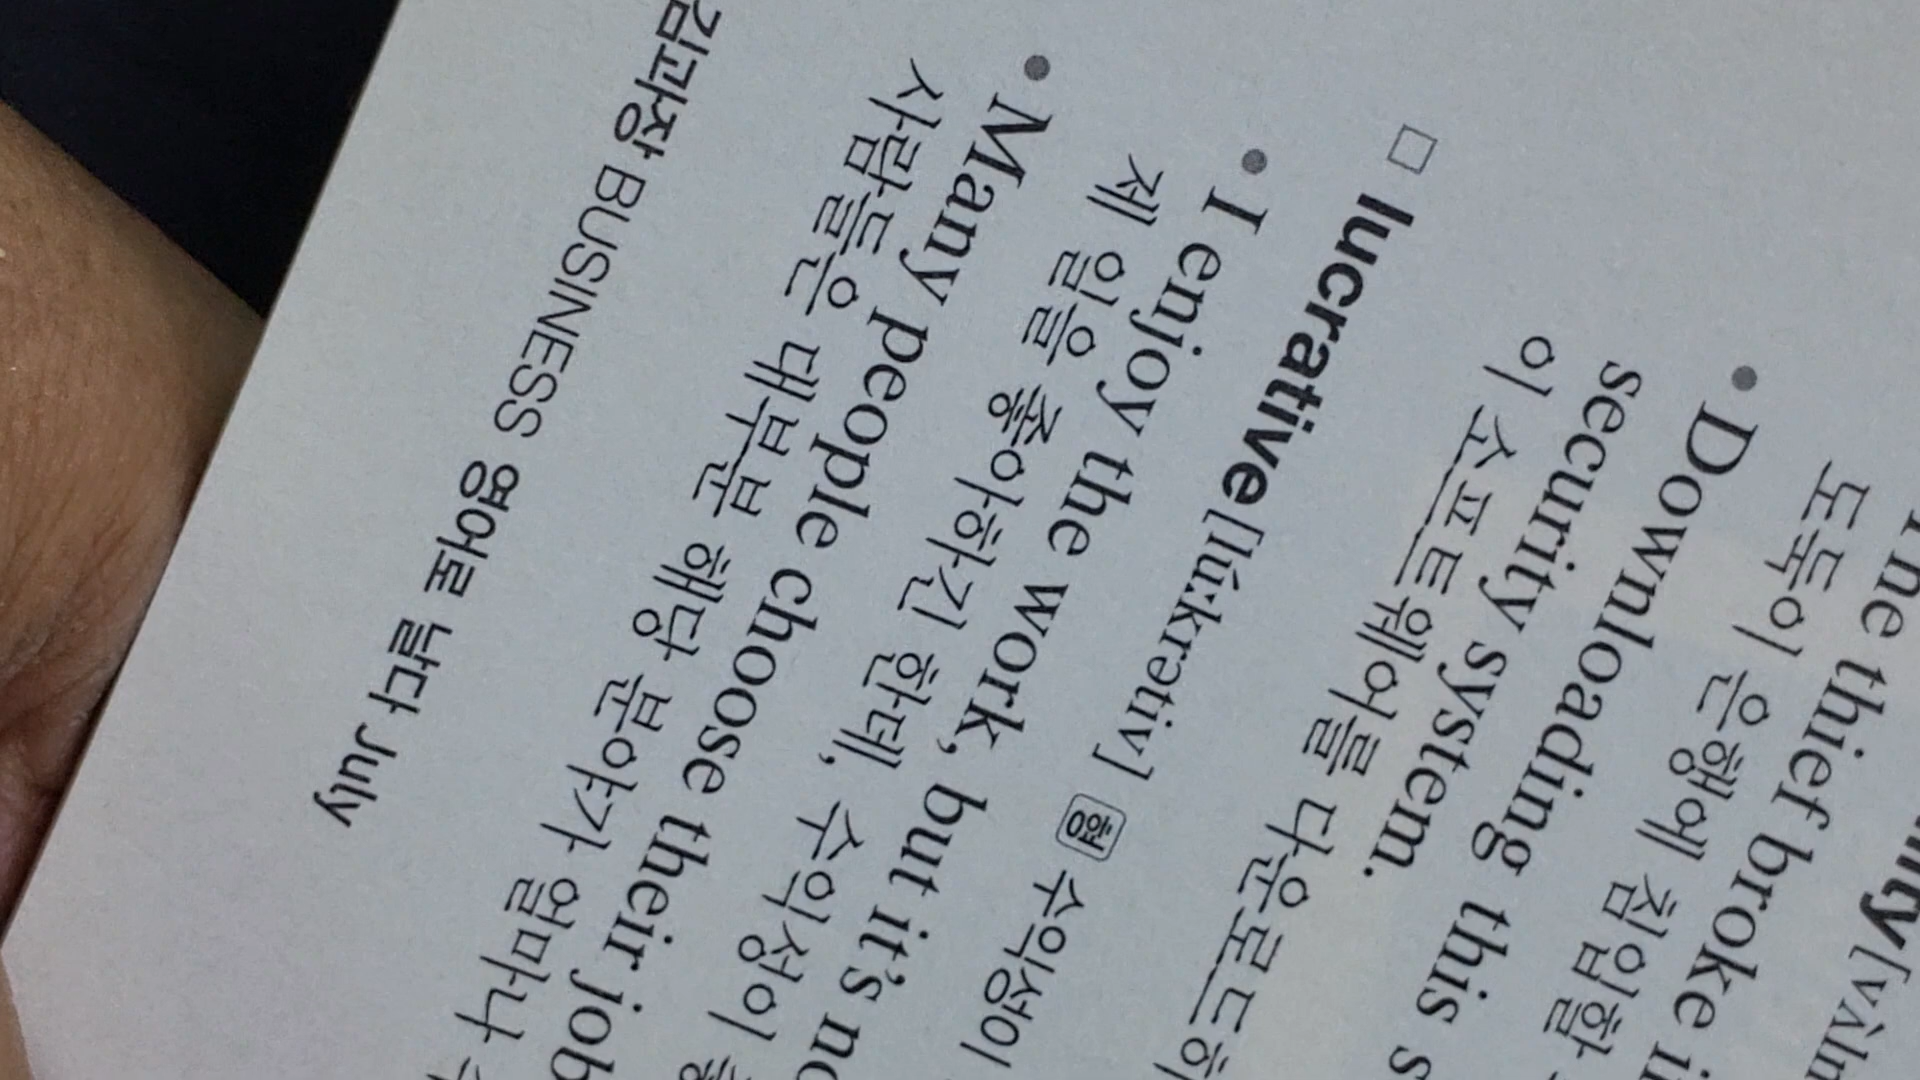 The thief broke
도둑이 은행에 침입할
• Downloading this
security system.
이 소프트웨어를 다운로드하
□ lucrative [lúːkrətiv] 형 수익성이
• I enjoy the work, but it's
제 일을 좋아하긴 한데, 수익성이
• Many people choose their job
사람들은 대부분 해당 분야가 얼마나
김과장 BUSINESS 영어로 날다 July